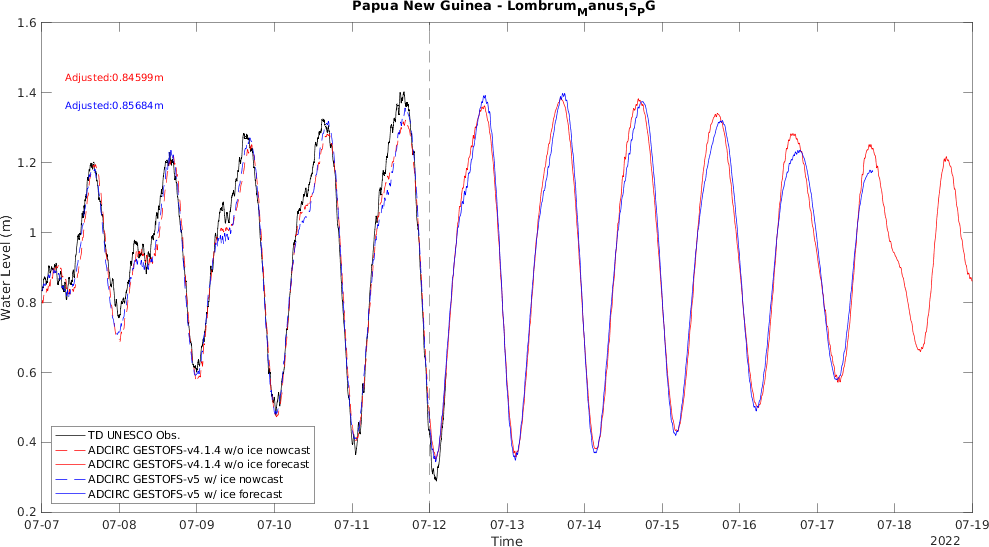 Papua New Guinea - LombrumManusIsPG
1.6
1.4
1.2
1
0.8
0.6
0.4
0.2
Water Level (m)
Adjusted:0.84599m
Adjusted:0.85684m
TD UNESCO Obs.
ADCIRC GESTOFS-v4.1.4 w/o ice nowcast
ADCIRC GESTOFS-v4.1.4 w/o ice forecast
ADCIRC GESTOFS-v5 w/ ice nowcast
ADCIRC GESTOFS-v5 w/ ice forecast
07-07 07-08 07-09 07-10 07-11 07-12 07-13 07-14 07-15 07-16 07-17 07-18 07-19
Time
2022